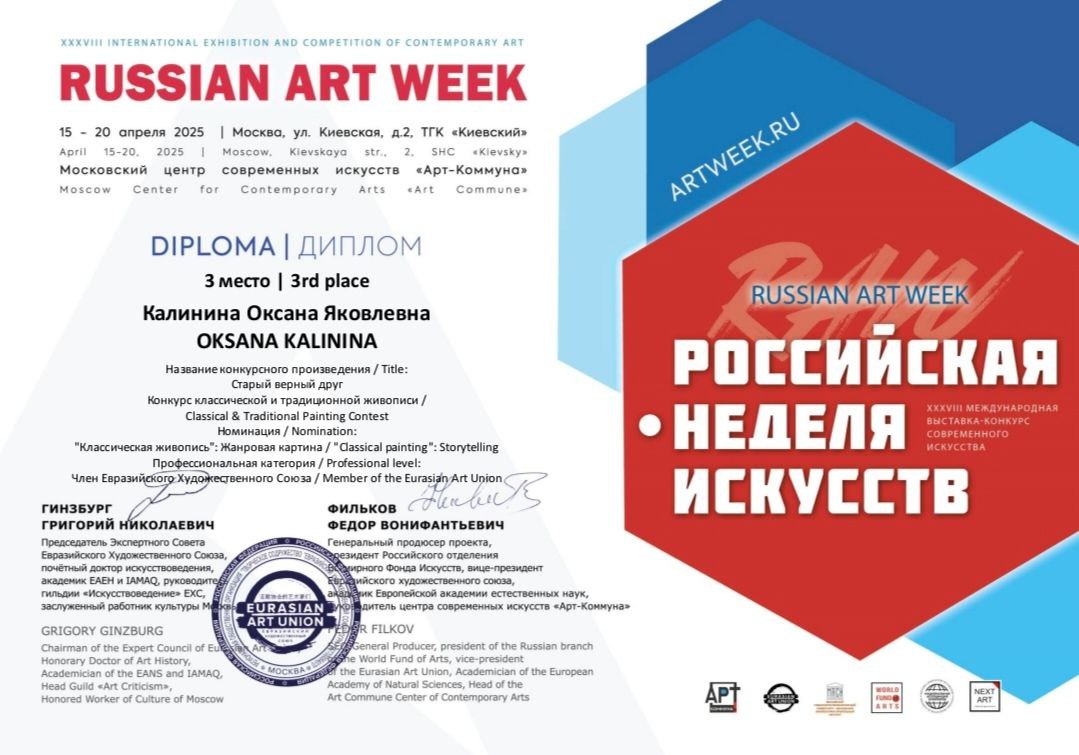 XXXVIII INTERNATIONAL EXHIBITION AND COMPETITION OF CONTEMPORARY ART
RUSSIAN ART WEEK
15 - 20 апреля 2025 | Москва, ул. Киевская, д.2, ТГК «Киевский»
April 15-20, 2025 | Moscow, Kievskaya str., 2, SHC «Kievsky»
Московский центр современных искусств «Арт-Коммуна»
Moscow Center for Contemporary Arts «Art Commune»
DIPLOMA | ДИПЛОМ
3 место | 3rd place
Калинина Оксана Яковлевна
OKSANA KALININA
Название конкурсного произведения / Title:
Старый верный друг
Конкурс классической и традиционной живописи /
Classical & Traditional Painting Contest
Номинация / Nomination:
"Классическая живопись": Жанровая картина / "Classical painting": Storytelling
Профессиональная категория / Professional level:
Член Евразийского Художественного Союза / Member of the Eurasian Art Union
ГИНЗБУРГ
ГРИГОРИЙ НИКОЛАЕВИЧ
Председатель Экспертного Совета
Евразийского Художественного Союза,
почётный доктор искусствоведения,
академик ЕАЕН и IAMAQ, руководитель
гильдии «Искусствоведение» ЕХС,
заслуженный работник культуры Москвы
GRIGORY GINZBURG
Chairman of the Expert Council of Eurasian Art
Honorary Doctor of Art History,
Academician of the EANS and IAMAQ,
Head Guild «Art Criticism»,
Honored Worker of Culture of Moscow
ФИЛЬКОВ
ФЕДОР ВОНИФАНТЬЕВИЧ
Генеральный продюсер проекта,
президент Российского отделения
Всемирного Фонда Искусств, вице-президент
Евразийского художественного союза,
академик Европейской академии естественных наук,
руководитель центра современных искусств «Арт-Коммуна»
FEDOR FILKOV
General Producer, president of the Russian branch
of the World Fund of Arts, vice-president
of the Eurasian Art Union, Academician of the European
Academy of Natural Sciences, Head of the
Art Commune Center of Contemporary Arts
EURASIAN
ART UNION
ЕВРАЗИЙСКИЙ
ХУДОЖЕСТВЕННЫЙ
СОЮЗ
МОСКВА
ARTWEEK.RU
RAW
RUSSIAN ART WEEK
РОССИЙСКАЯ
НЕДЕЛЯ
ИСКУССТВ
XXXVIII МЕЖДУНАРОДНАЯ
ВЫСТАВКА-КОНКУРС
СОВРЕМЕННОГО
ИСКУССТВА
АРТ
КОММУНА
EURASIAN
ART UNION
WORLD
FUND
ARTS
NEXT
ART